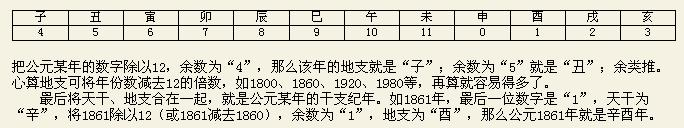 子 丑 寅 卯 辰 巳 午 未 申 酉 戌 亥
4 5 6 7 8 9 10 11 0 1 2 3
把公元某年的数字除以12，余数为“4”，那么该年的地支就是“子”；余数为“5”就是“丑”；余类推。
心算地支可将年份数减去12的倍数，如1800、1860、1920、1980等，再算就容易得多了。
最后将天干、地支合在一起，就是公元某年的干支纪年。如1861年，最后一位数字是“1”，天干为
“辛”，将1861除以12（或1861减去1860），余数为“1”，地支为“酉”，那么公元1861年就是辛酉年。